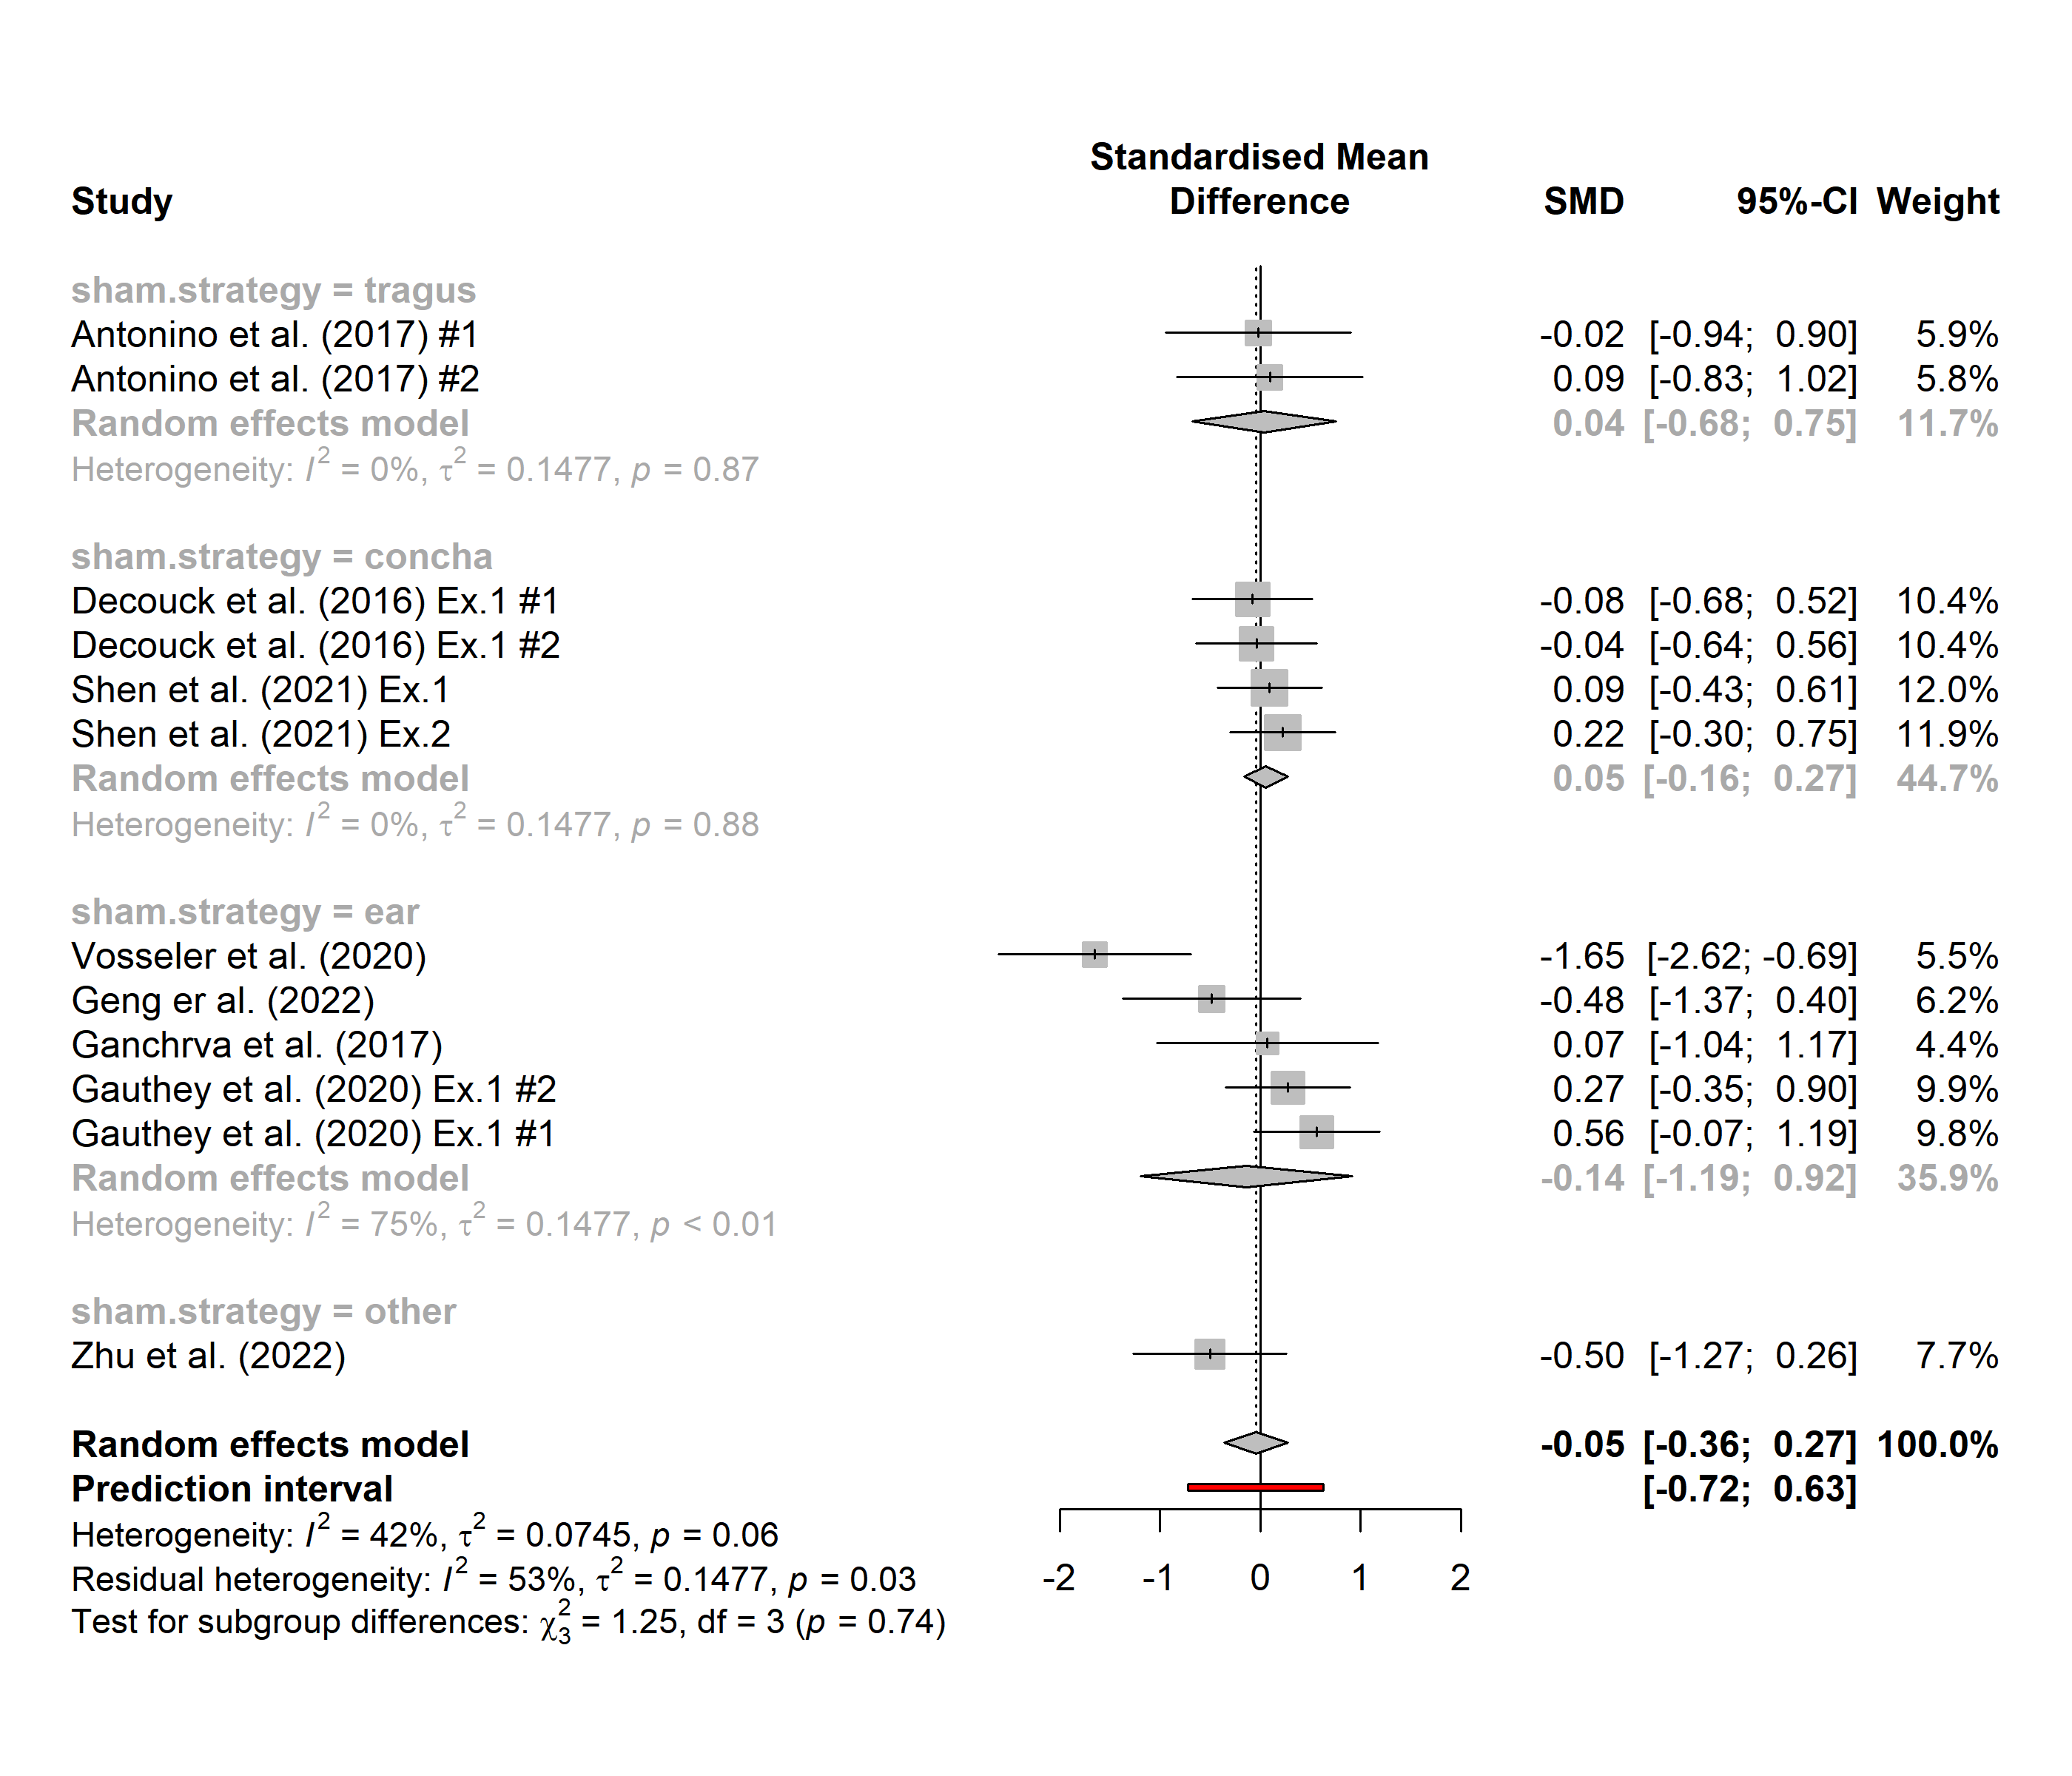 Standardised Mean
Study Difference SMD 95%-CI Weight
sham.strategy = tragus
Antonino et al. (2017) #1 -0.02 [-0.94; 0.90] 5.9%
Antonino et al. (2017) #2 0.09 [-0.83; 1.02] 5.8%
Random effects model 0.04 [-0.68; 0.75] 11.7%
Heterogeneity: I² = 0%, τ² = 0.1477, p = 0.87
sham.strategy = concha
Decouck et al. (2016) Ex.1 #1 -0.08 [-0.68; 0.52] 10.4%
Decouck et al. (2016) Ex.1 #2 -0.04 [-0.64; 0.56] 10.4%
Shen et al. (2021) Ex.1 0.09 [-0.43; 0.61] 12.0%
Shen et al. (2021) Ex.2 0.22 [-0.30; 0.75] 11.9%
Random effects model 0.05 [-0.16; 0.27] 44.7%
Heterogeneity: I² = 0%, τ² = 0.1477, p = 0.88
sham.strategy = ear
Vosseler et al. (2020) -1.65 [-2.62; -0.69] 5.5%
Geng er al. (2022) -0.48 [-1.37; 0.40] 6.2%
Ganchrva et al. (2017) 0.07 [-1.04; 1.17] 4.4%
Gauthey et al. (2020) Ex.1 #2 0.27 [-0.35; 0.90] 9.9%
Gauthey et al. (2020) Ex.1 #1 0.56 [-0.07; 1.19] 9.8%
Random effects model -0.14 [-1.19; 0.92] 35.9%
Heterogeneity: I² = 75%, τ² = 0.1477, p < 0.01
sham.strategy = other
Zhu et al. (2022) -0.50 [-1.27; 0.26] 7.7%
Random effects model -0.05 [-0.36; 0.27] 100.0%
Prediction interval [-0.72; 0.63]
Heterogeneity: I² = 42%, τ² = 0.0745, p = 0.06
Residual heterogeneity: I² = 53%, τ² = 0.1477, p = 0.03
-2 -1 0 1 2
Test for subgroup differences: χ²₃ = 1.25, df = 3 (p = 0.74)